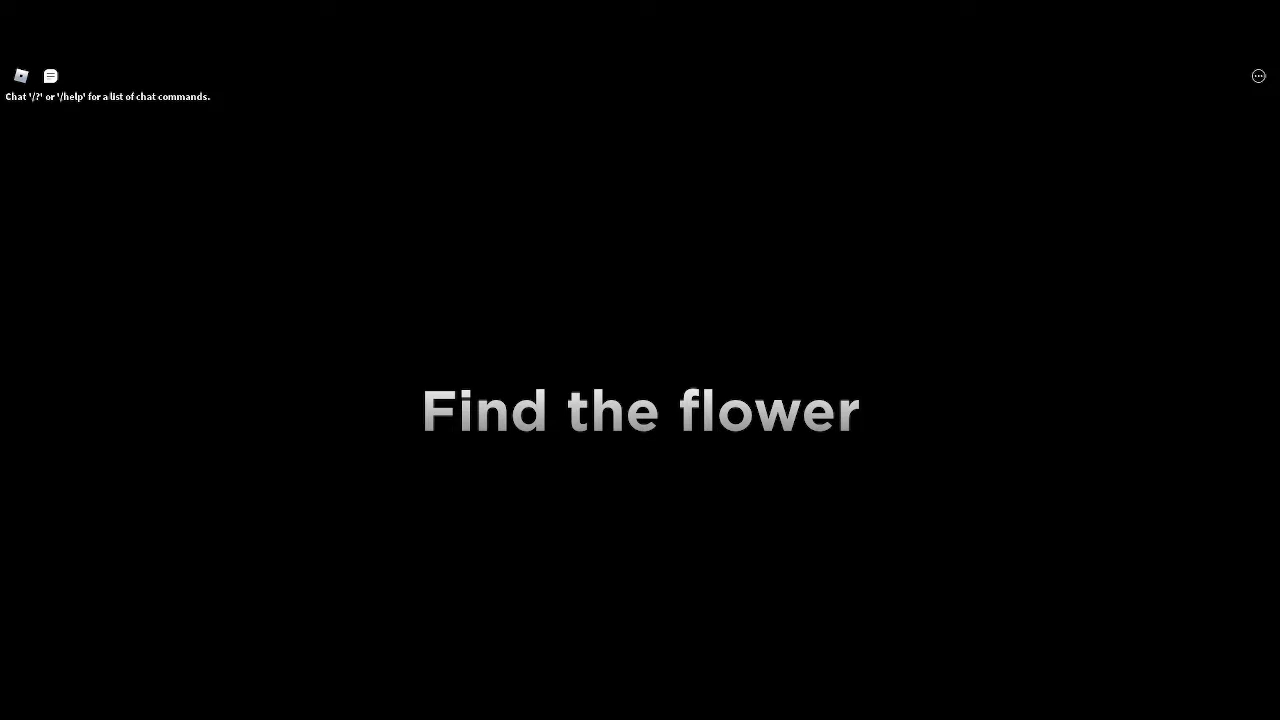 Chat '/?' or '/help' for a list of chat commands.
Find the flower